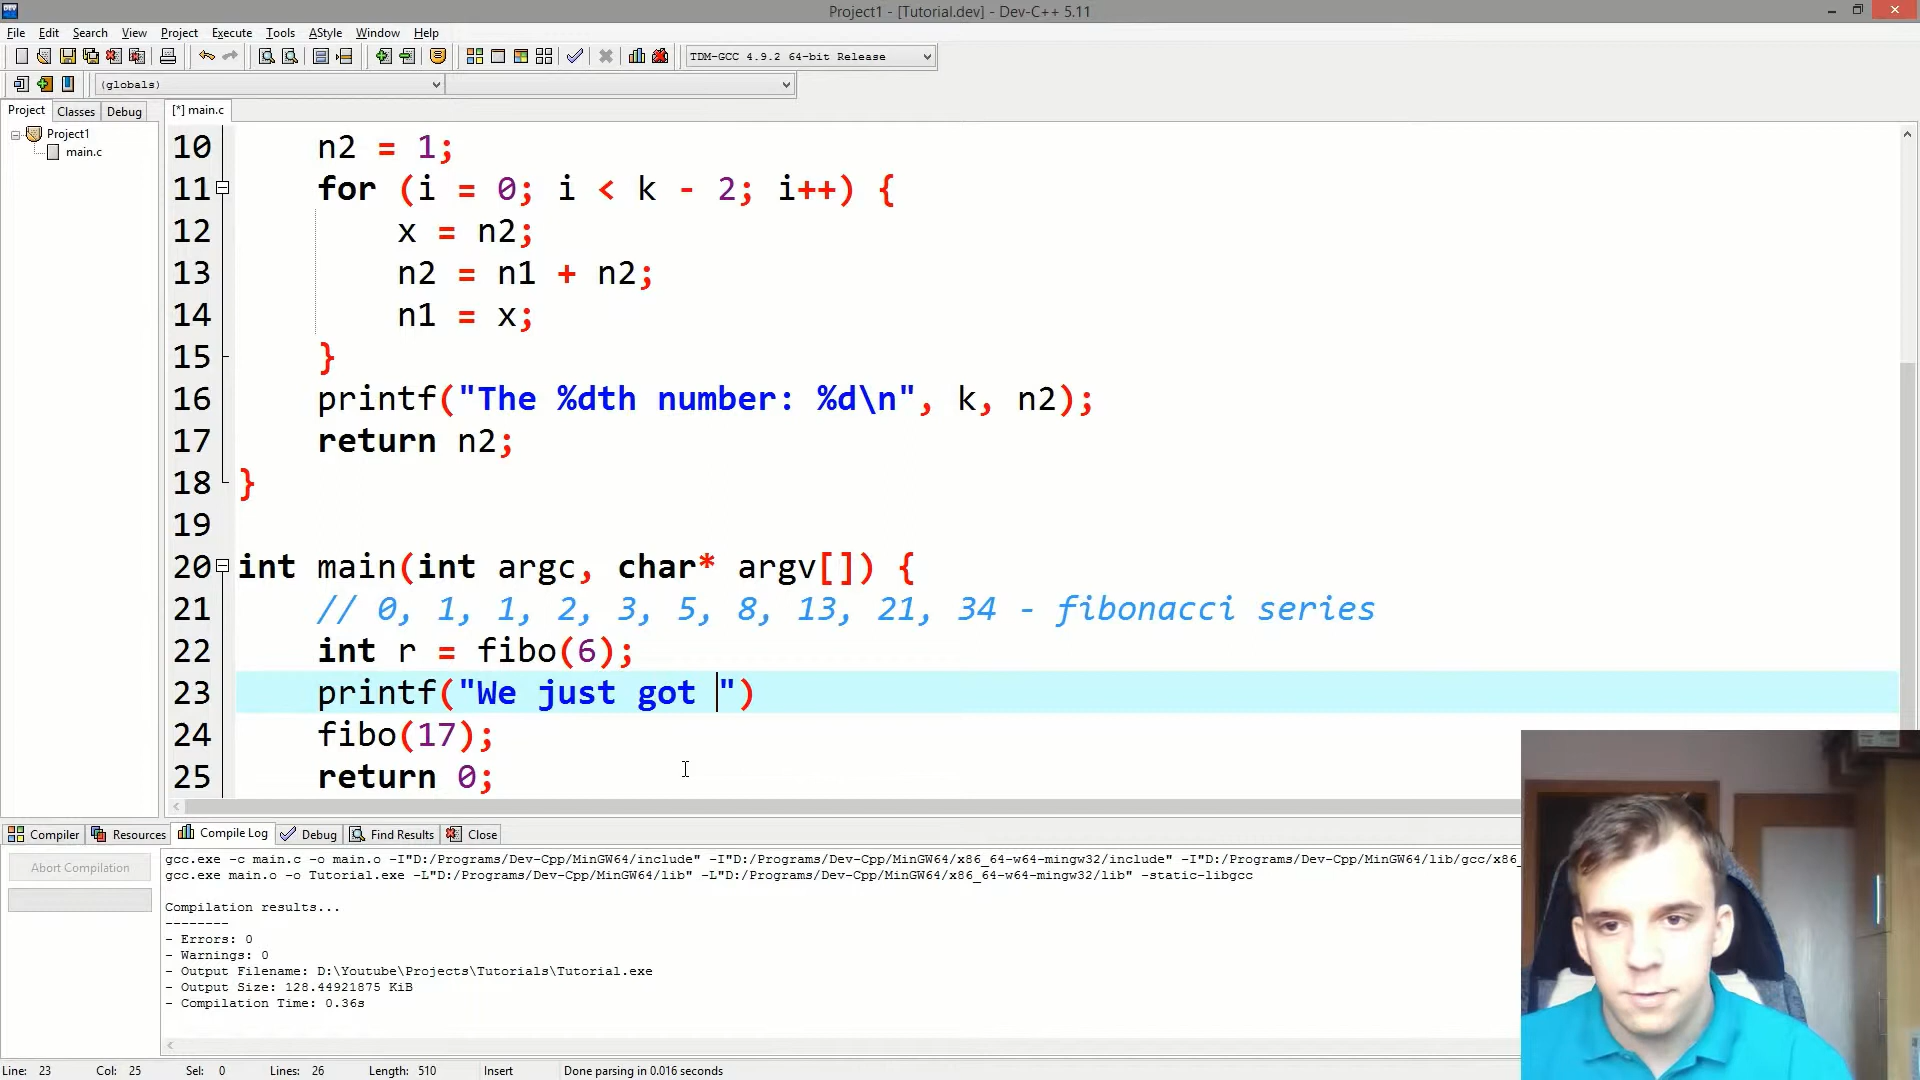 Project1 - [Tutorial.dev] - Dev-C++ 5.11
File Edit Search View Project Execute Tools AStyle Window Help
TDM-GCC 4.9.2 64-bit Release
(globals)
Project Classes Debug
[*] main.c
Project1
main.c
10 n2 = 1;
11 for (i = 0; i < k - 2; i++) {
12 x = n2;
13 n2 = n1 + n2;
14 n1 = x;
15 }
16 printf("The %dth number: %d\n", k, n2);
17 return n2;
18 }
19
20 int main(int argc, char* argv[]) {
21 // 0, 1, 1, 2, 3, 5, 8, 13, 21, 34 - fibonacci series
22 int r = fibo(6);
23 printf("We just got ")
24 fibo(17);
25 return 0;
Compiler Resources Compile Log Debug Find Results Close
Abort Compilation
gcc.exe -c main.c -o main.o -I"D:/Programs/Dev-Cpp/MinGW64/include" -I"D:/Programs/Dev-Cpp/MinGW64/x86_64-w64-mingw32/include" -I"D:/Programs/Dev-Cpp/MinGW64/lib/gcc/x86_
gcc.exe main.o -o Tutorial.exe -L"D:/Programs/Dev-Cpp/MinGW64/lib" -L"D:/Programs/Dev-Cpp/MinGW64/x86_64-w64-mingw32/lib" -static-libgcc
Compilation results...
--------
- Errors: 0
- Warnings: 0
- Output Filename: D:\Youtube\Projects\Tutorials\Tutorial.exe
- Output Size: 128.44921875 KiB
- Compilation Time: 0.36s
Line: 23 Col: 25 Sel: 0 Lines: 26 Length: 510 Insert Done parsing in 0.016 seconds